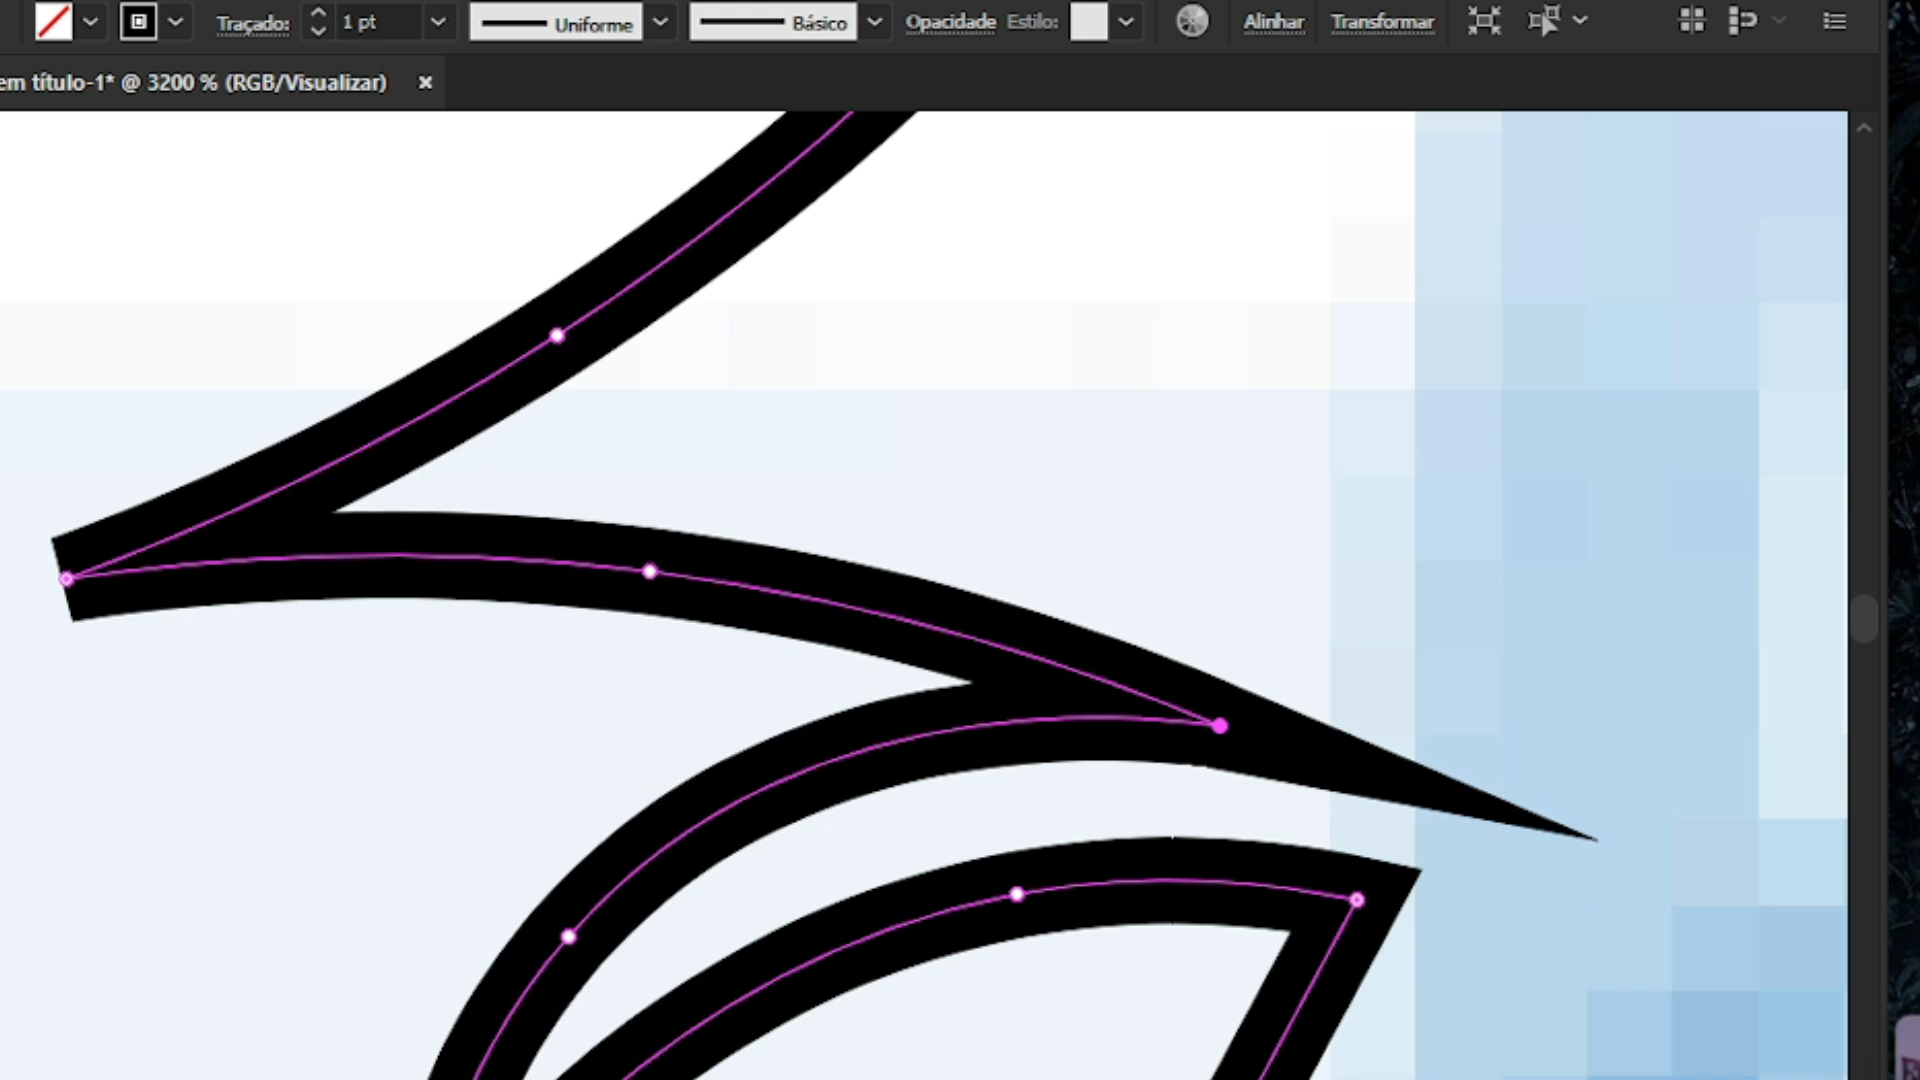 Traçado: 1 pt Uniforme Básico Opacidade Estilo: Alinhar Transformar
em título-1* @ 3200 % (RGB/Visualizar) ×